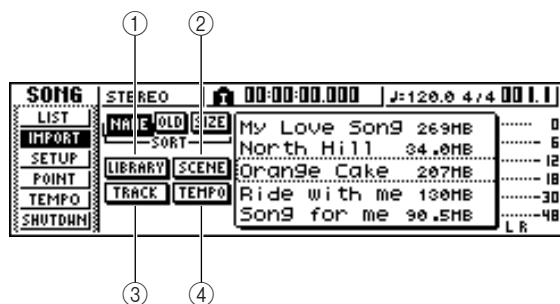 ① ②
SONG STEREO 00:00:00.000 ♩=120.0 4/4 001.1
LIST
IMPORT
SETUP
POINT
TEMPO
SHUTDWN
NAME OLD SIZE
SORT
LIBRARY SCENE
TRACK TEMPO
My Love Song 269MB
North Hill 34.0MB
Orange Cake 207MB
Ride with me 130MB
Song for me 90.5MB
0
6
12
18
30
48
L R
③ ④